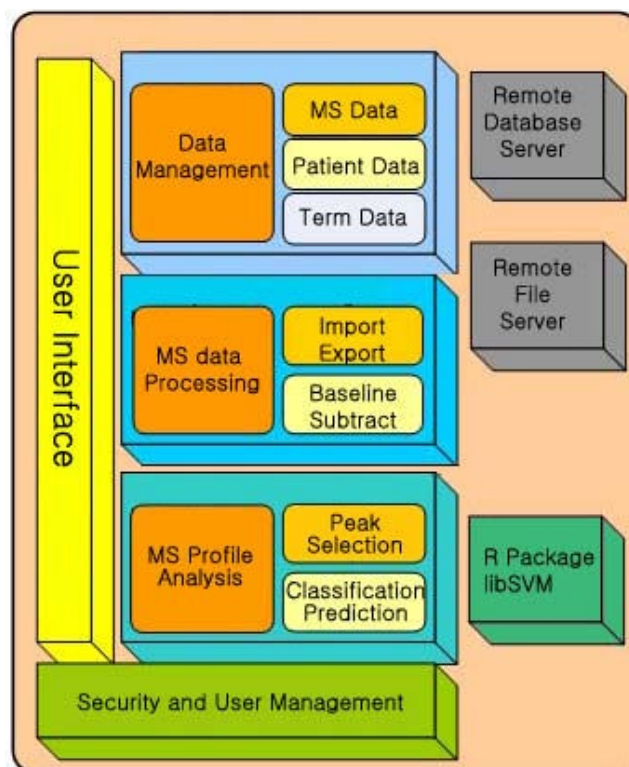 User Interface
Data
Management
MS Data
Patient Data
Term Data
Remote
Database
Server
MS data
Processing
Import
Export
Baseline
Subtract
Remote
File
Server
MS Profile
Analysis
Peak
Selection
Classification
Prediction
R Package
libSVM
Security and User Management